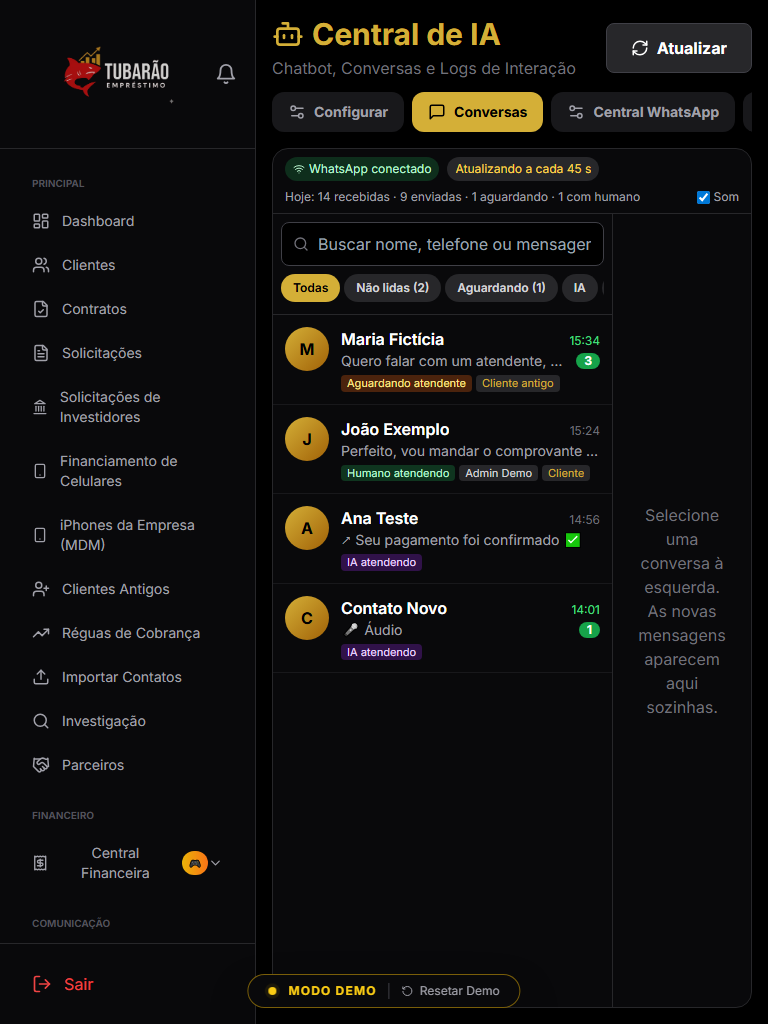 TUBARÃO
EMPRÉSTIMO
PRINCIPAL
Dashboard
Clientes
Contratos
Solicitações
Solicitações de
Investidores
Financiamento de
Celulares
iPhones da Empresa
(MDM)
Clientes Antigos
Réguas de Cobrança
Importar Contatos
Investigação
Parceiros
FINANCEIRO
Central
Financeira
COMUNICAÇÃO
Sair
Central de IA
Atualizar
Chatbot, Conversas e Logs de Interação
Configurar
Conversas
Central WhatsApp
WhatsApp conectado
Atualizando a cada 45 s
Hoje: 14 recebidas · 9 enviadas · 1 aguardando · 1 com humano
Som
Buscar nome, telefone ou mensager
Todas
Não lidas (2)
Aguardando (1)
IA
M
Maria Fictícia
15:34
Quero falar com um atendente, ...
3
Aguardando atendente
Cliente antigo
J
João Exemplo
15:24
Perfeito, vou mandar o comprovante ...
Humano atendendo
Admin Demo
Cliente
A
Ana Teste
14:56
↗ Seu pagamento foi confirmado ✅
IA atendendo
C
Contato Novo
14:01
🎤 Áudio
1
IA atendendo
Selecione
uma
conversa à
esquerda.
As novas
mensagens
aparecem
aqui
sozinhas.
MODO DEMO
Resetar Demo